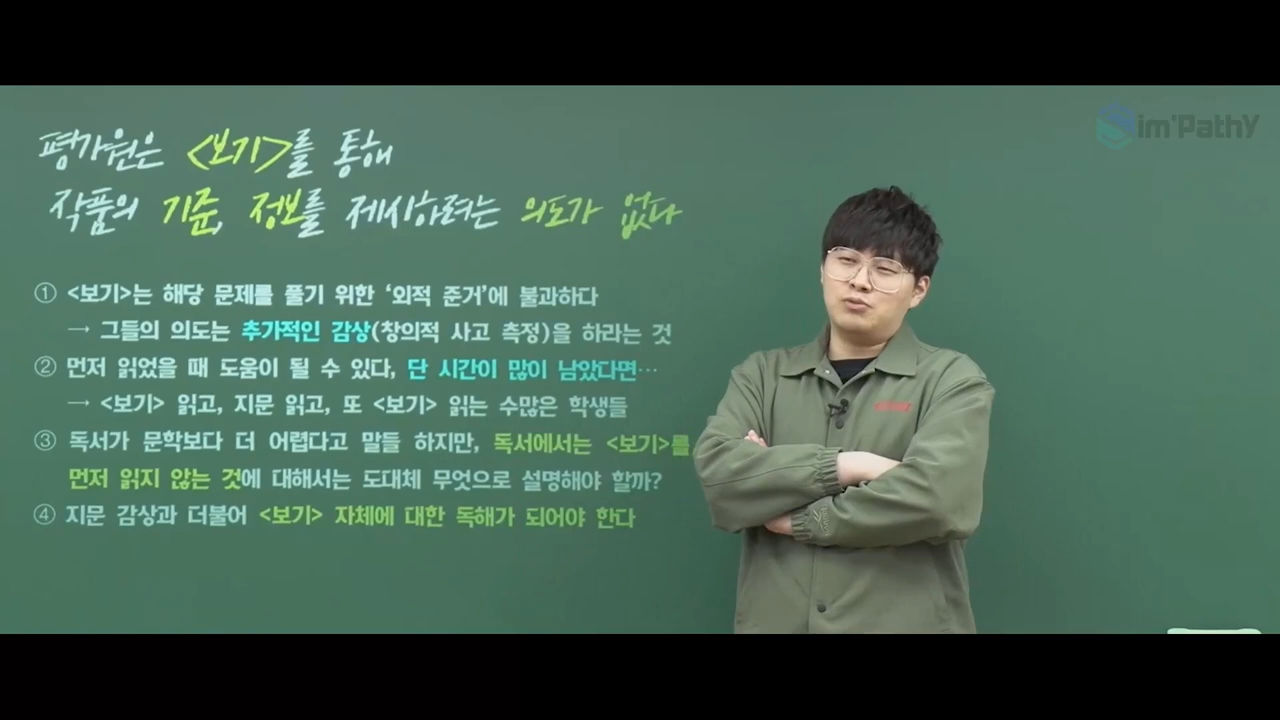 평가원은 <보기>를 통해
작품의 기준, 정보를 제시하려는 의도가 없다
① <보기>는 해당 문제를 풀기 위한 ‘외적 준거’에 불과하다
→ 그들의 의도는 추가적인 감상(창의적 사고 측정)을 하라는 것
② 먼저 읽었을 때 도움이 될 수 있다, 단 시간이 많이 남았다면…
→ <보기> 읽고, 지문 읽고, 또 <보기> 읽는 수많은 학생들
③ 독서가 문학보다 더 어렵다고 말들 하지만, 독서에서는 <보기>를
먼저 읽지 않는 것에 대해서는 도대체 무엇으로 설명해야 할까?
④ 지문 감상과 더불어 <보기> 자체에 대한 독해가 되어야 한다
Sim'PathY